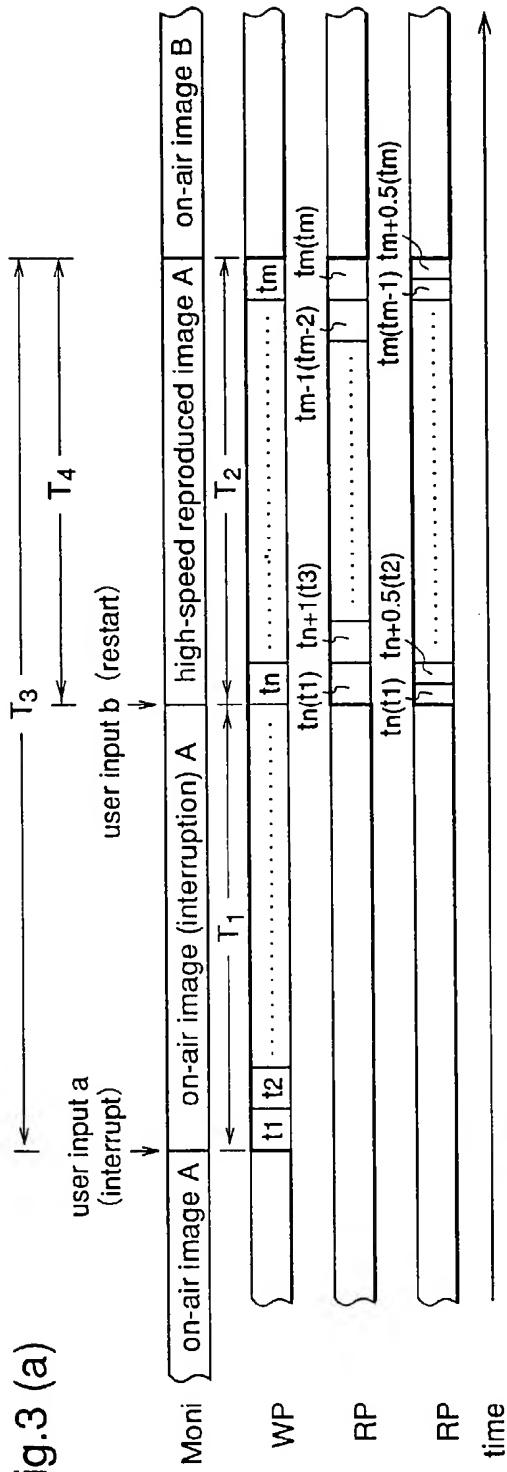 ig.3 (a)
T3
T4
user input a
(interrupt)
user input b (restart)
Moni
on-air image A
on-air image (interruption) A
high-speed reproduced image A
on-air image B
T1
T2
WP
t1
t2
tn
tm
tn(t1)
tn+1(t3)
tm-1(tm-2)
tm(tm)
RP
tn(t1)
tn+0.5(t2)
tm(tm-1)
tm+0.5(tm)
RP
time